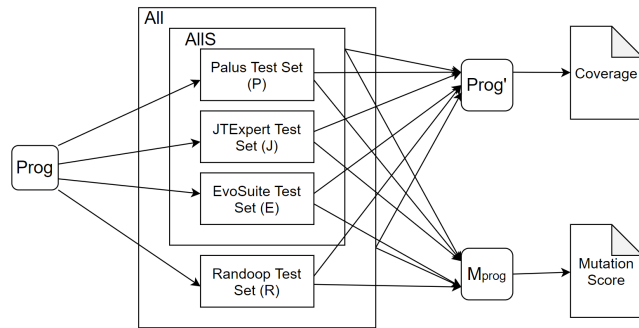 All
AllS
Palus Test Set
(P)
JTExpert Test
Set (J)
EvoSuite Test
Set (E)
Randoop Test
Set (R)
Prog
Prog'
Mprog
Coverage
Mutation
Score